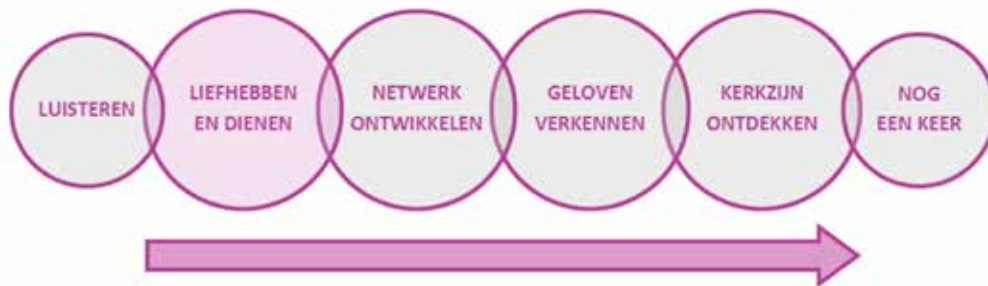 LUISTEREN
LIEFHEBBEN
EN DIENEN
NETWERK
ONTWIKKELEN
GELOVEN
VERKENNEN
KERKZIJN
ONTDEKKEN
NOG
EEN KEER